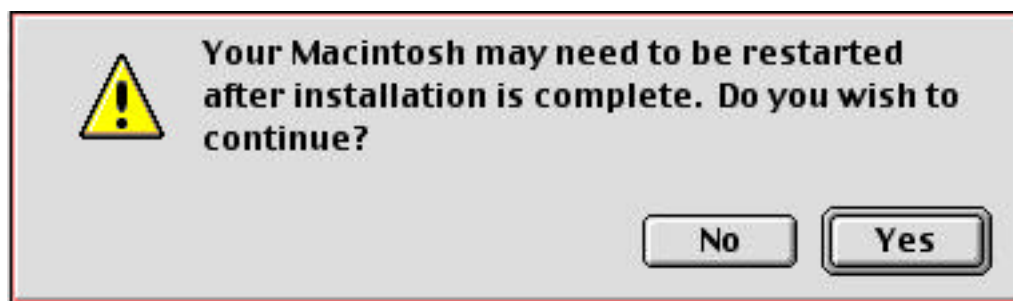 Your Macintosh may need to be restarted
after installation is complete. Do you wish to
continue?
No Yes